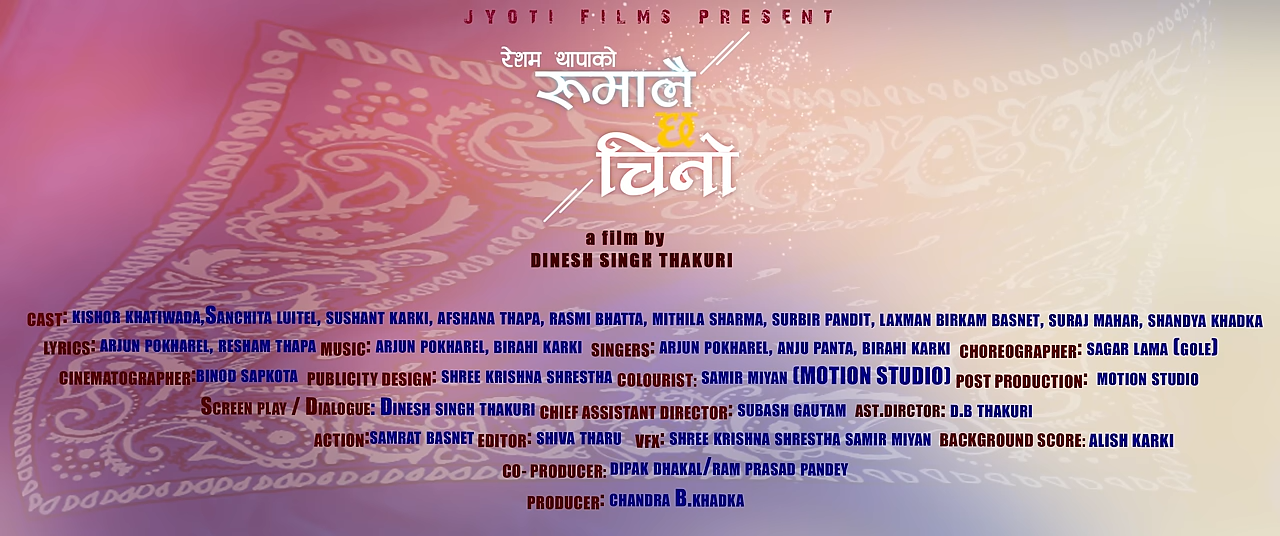 JYOTI FILMS PRESENT
रेशम थापाको
रूमालै
छ
चिनो
a film by
DINESH SINGH THAKURI
CAST: KISHOR KHATIWADA,SANCHITA LUITEL, SUSHANT KARKI, AFSHANA THAPA, RASMI BHATTA, MITHILA SHARMA, SURBIR PANDIT, LAXMAN BIRKAM BASNET, SURAJ MAHAR, SHANDYA KHADKA
LYRICS: ARJUN POKHAREL, RESHAM THAPA MUSIC: ARJUN POKHAREL, BIRAHI KARKI SINGERS: ARJUN POKHAREL, ANJU PANTA, BIRAHI KARKI CHOREOGRAPHER: SAGAR LAMA (GOLE)
CINEMATOGRAPHER:BINOD SAPKOTA PUBLICITY DESIGN: SHREE KRISHNA SHRESTHA COLOURIST: SAMIR MIYAN (MOTION STUDIO) POST PRODUCTION: MOTION STUDIO
SCREEN PLAY / DIALOGUE: DINESH SINGH THAKURI CHIEF ASSISTANT DIRECTOR: SUBASH GAUTAM AST.DIRCTOR: D.B THAKURI
ACTION:SAMRAT BASNET EDITOR: SHIVA THARU VFX: SHREE KRISHNA SHRESTHA SAMIR MIYAN BACKGROUND SCORE: ALISH KARKI
CO- PRODUCER: DIPAK DHAKAL/RAM PRASAD PANDEY
PRODUCER: CHANDRA B.KHADKA